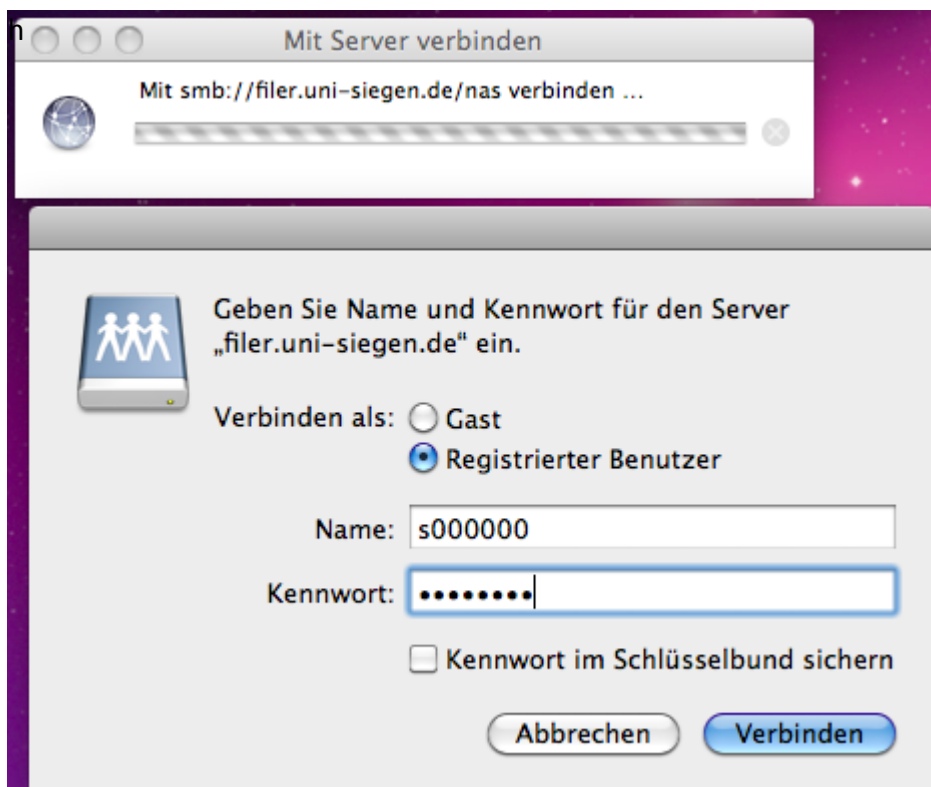 h
Mit Server verbinden
Mit smb://filer.uni-siegen.de/nas verbinden ...
Geben Sie Name und Kennwort für den Server
„filer.uni-siegen.de“ ein.
Verbinden als: Gast
Registrierter Benutzer
Name: s000000
Kennwort: ••••••••
Kennwort im Schlüsselbund sichern
Abbrechen Verbinden